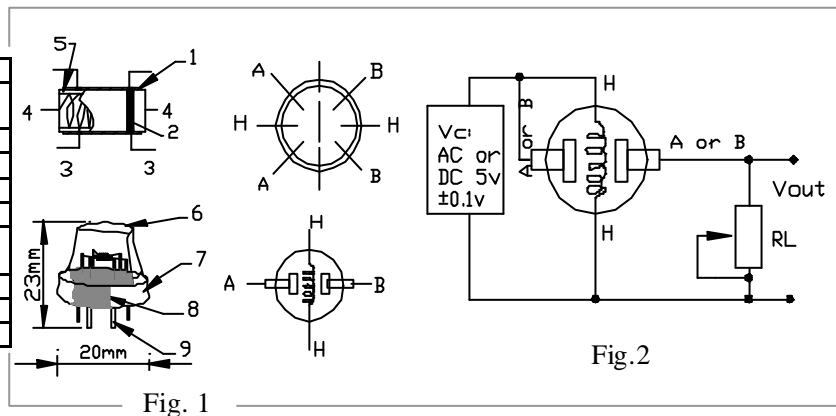 5
1
4
4
2
3
3
A
B
H
H
A
B
6
7
8
9
23mm
20mm
H
A
B
H
Fig. 1
H
Vc:
AC or
DC 5v
±0.1v
A or B
A or B
Vout
RL
H
Fig.2